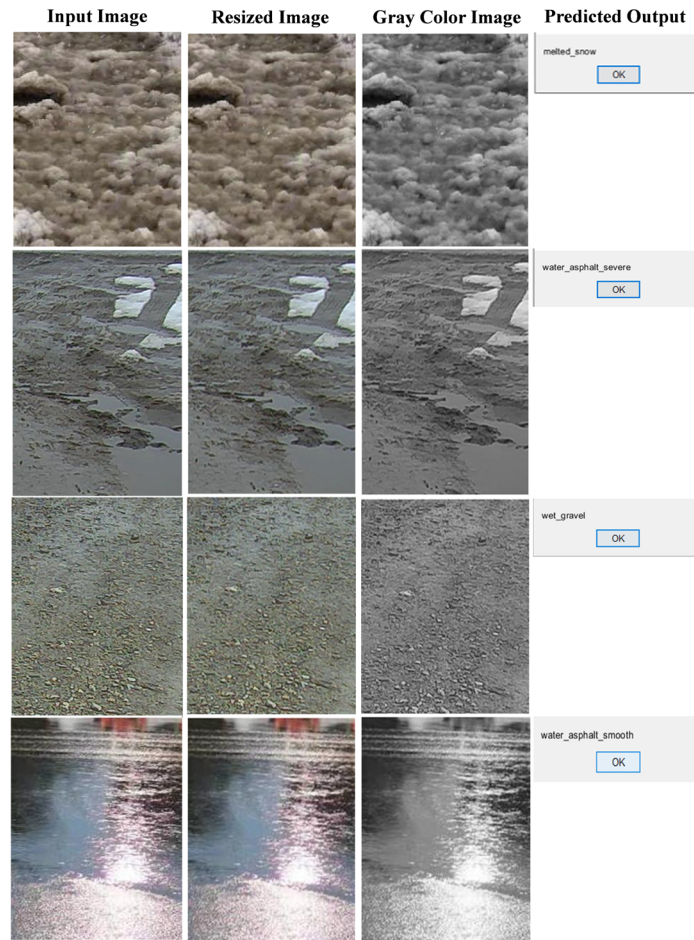 Input Image Resized Image Gray Color Image Predicted Output
melted_snow
OK
water_asphalt_severe
OK
wet_gravel
OK
water_asphalt_smooth
OK